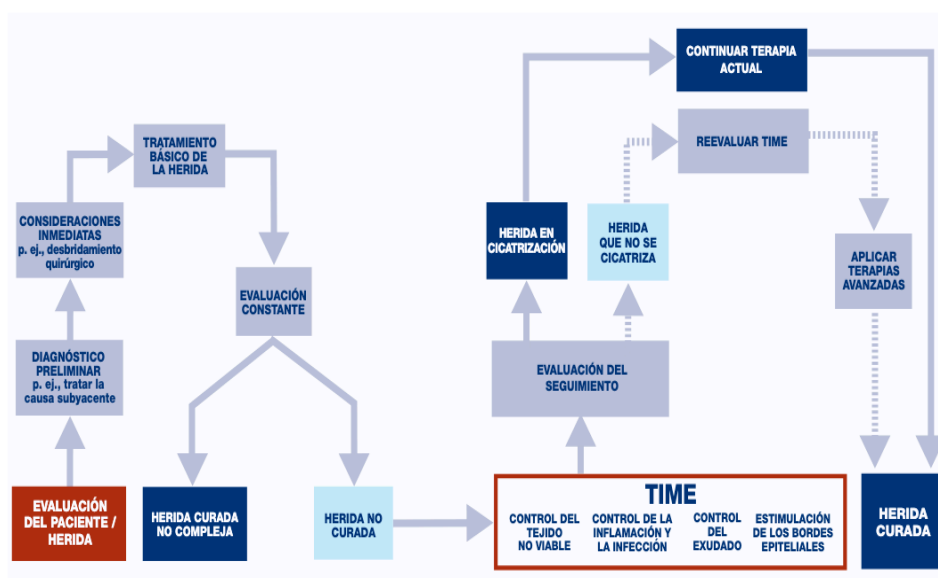 CONTINUAR TERAPIA
ACTUAL
TRATAMIENTO
BÁSICO DE
LA HERIDA
REEVALUAR TIME
CONSIDERACIONES
INMEDIATAS
p. ej., desbridamiento
quirúrgico
HERIDA EN
CICATRIZACIÓN
HERIDA
QUE NO SE
CICATRIZA
APLICAR
TERAPIAS
AVANZADAS
EVALUACIÓN
CONSTANTE
DIAGNÓSTICO
PRELIMINAR
p. ej., tratar la
causa subyacente
EVALUACIÓN DEL
SEGUIMIENTO
EVALUACIÓN
DEL PACIENTE /
HERIDA
HERIDA CURADA
NO COMPLEJA
HERIDA NO
CURADA
TIME
CONTROL DEL
TEJIDO
NO VIABLE
CONTROL DE LA
INFLAMACIÓN Y
LA INFECCIÓN
CONTROL
DEL
EXUDADO
ESTIMULACIÓN
DE LOS BORDES
EPITELIALES
HERIDA
CURADA